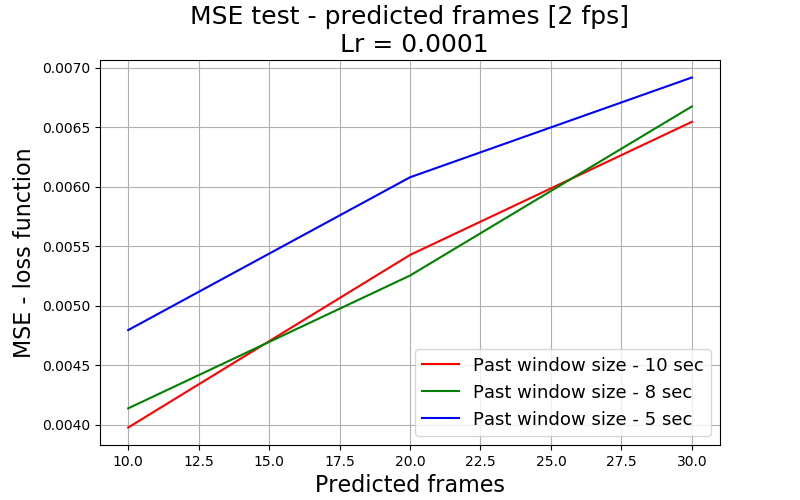 MSE test - predicted frames [2 fps]
Lr = 0.0001
MSE - loss function
0.0070
0.0065
0.0060
0.0055
0.0050
0.0045
0.0040
Past window size - 10 sec
Past window size - 8 sec
Past window size - 5 sec
10.0 12.5 15.0 17.5 20.0 22.5 25.0 27.5 30.0
Predicted frames